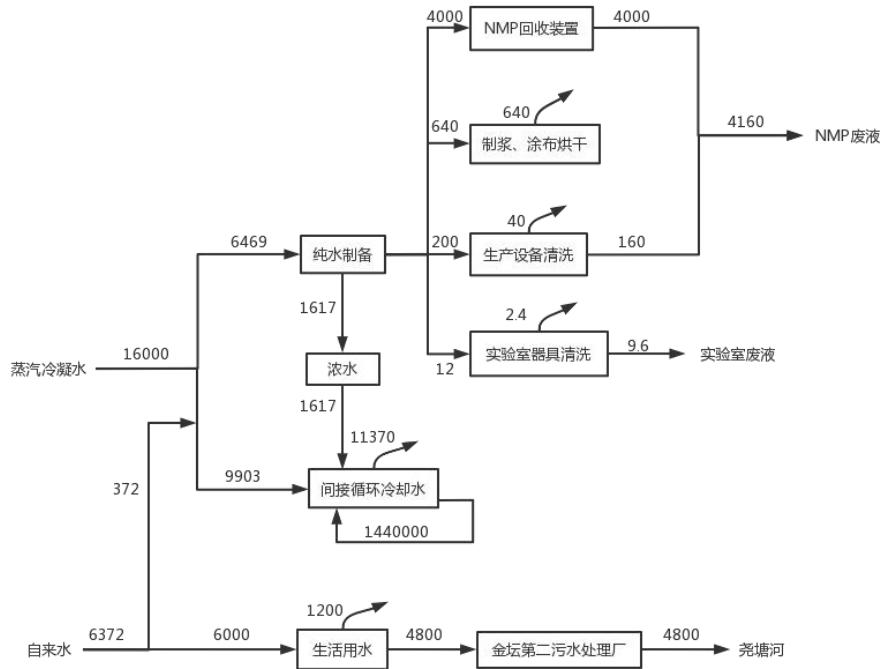 4000
NMP回收装置
4000
640
640
制浆、涂布烘干
4160
NMP废液
6469
纯水制备
200
40
生产设备清洗
160
1617
2.4
蒸汽冷凝水
16000
浓水
12
实验室器具清洗
9.6
实验室废液
1617
11370
372
9903
间接循环冷却水
1440000
1200
自来水
6372
6000
生活用水
4800
金坛第二污水处理厂
4800
尧塘河